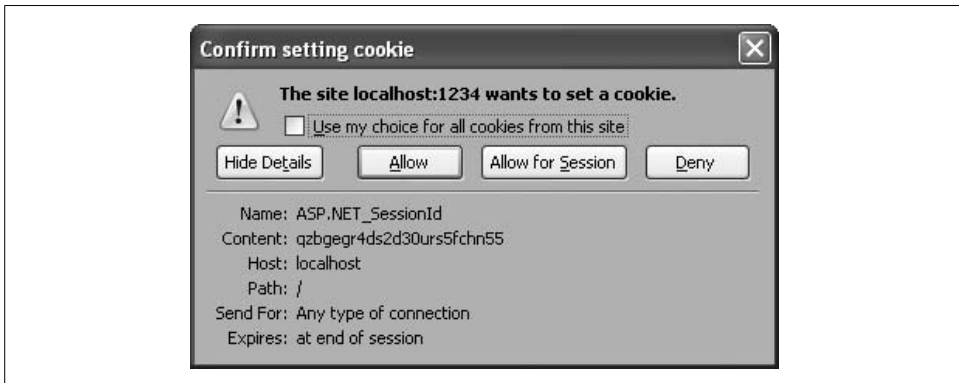 Confirm setting cookie
The site localhost:1234 wants to set a cookie.
Use my choice for all cookies from this site
Hide Details Allow Allow for Session Deny
Name: ASP.NET_SessionId
Content: qzbgegr4ds2d30urs5fchn55
Host: localhost
Path: /
Send For: Any type of connection
Expires: at end of session